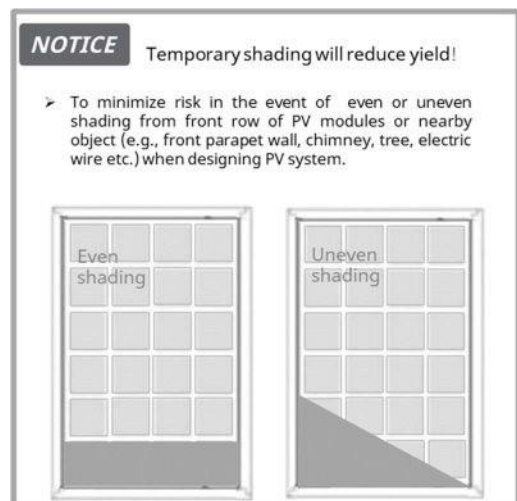 NOTICE
Temporary shading will reduce yield!
➢ To minimize risk in the event of even or uneven
shading from front row of PV modules or nearby
object (e.g., front parapet wall, chimney, tree, electric
wire etc.) when designing PV system.
Even
shading
Uneven
shading